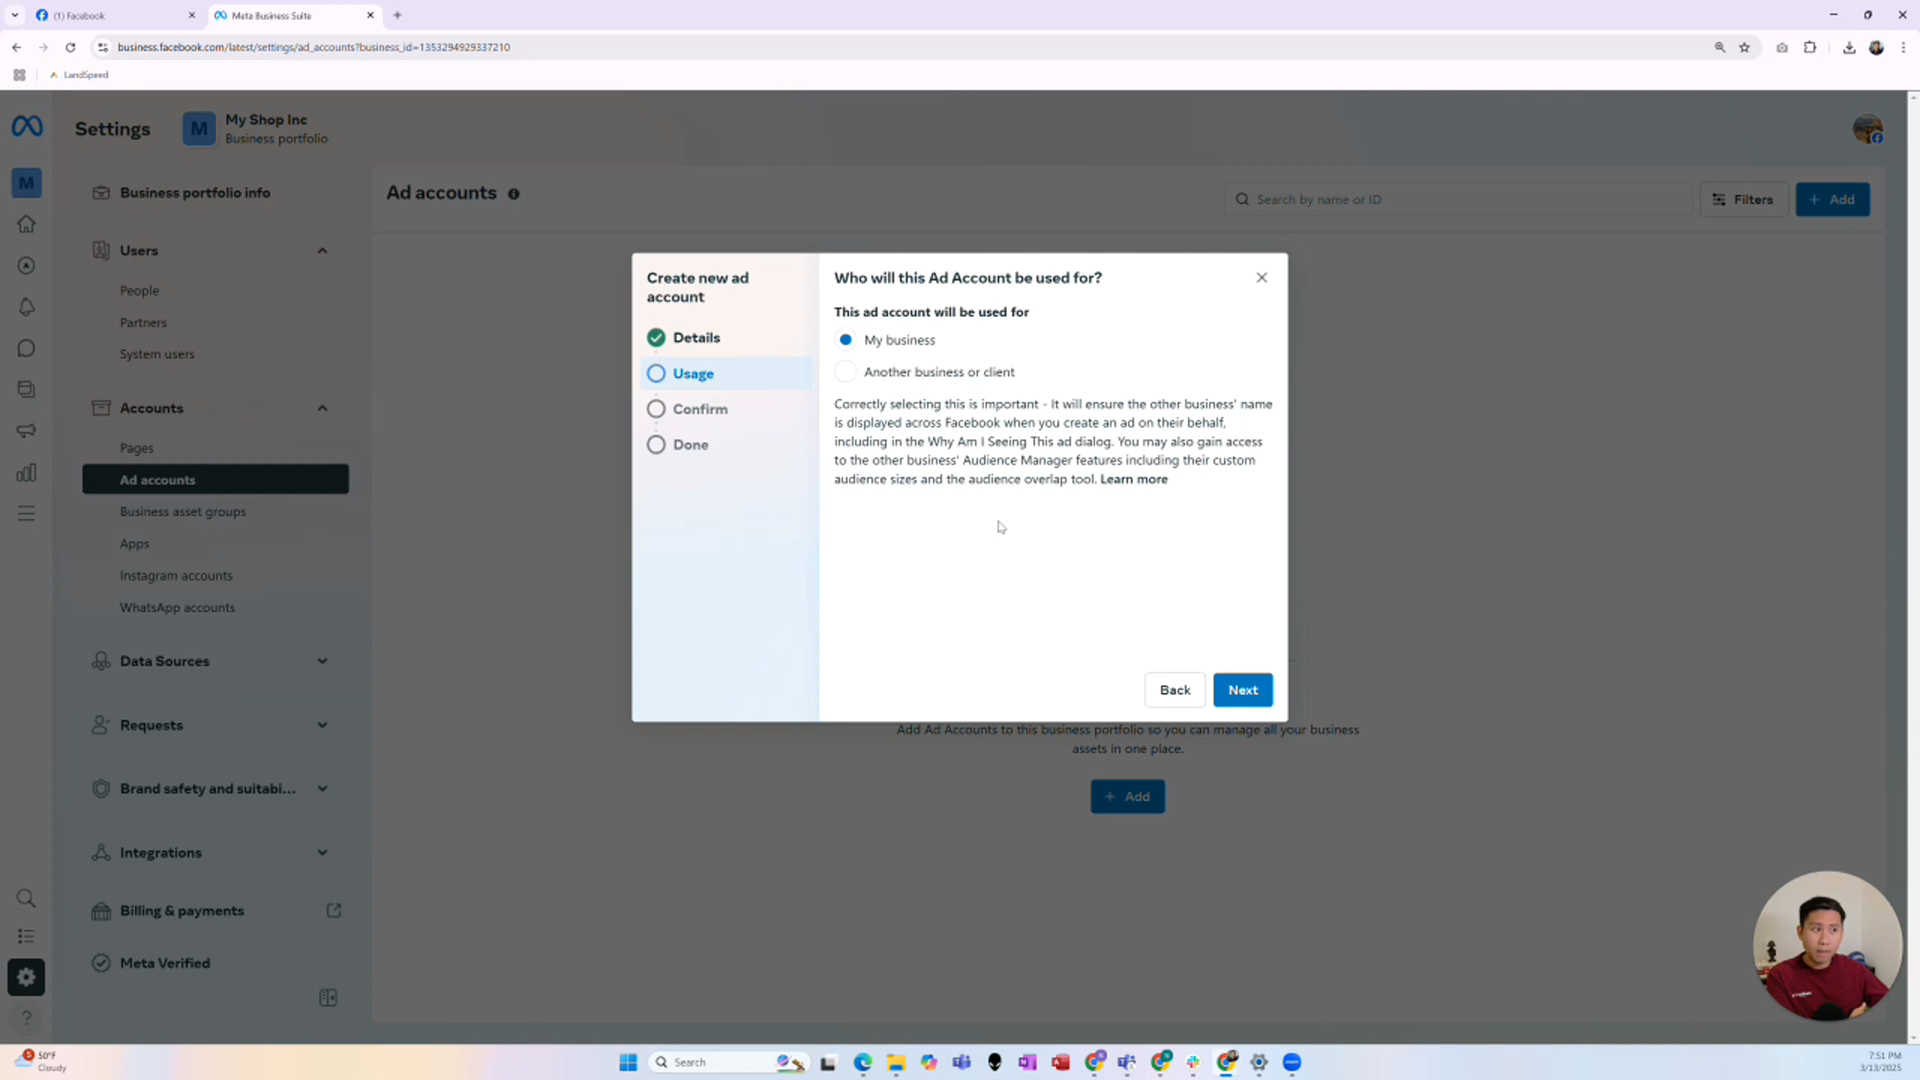 (1) Facebook
Meta Business Suite
business.facebook.com/latest/settings/ad_accounts?business_id=1353294929337210
LandSpeed
Settings
M
My Shop Inc
Business portfolio
M
Business portfolio info
Users
People
Partners
System users
Accounts
Pages
Ad accounts
Business asset groups
Apps
Instagram accounts
WhatsApp accounts
Data Sources
Requests
Brand safety and suitabi...
Integrations
Billing & payments
Meta Verified
Ad accounts
Search by name or ID
Filters
+ Add
Create new ad
account
Details
Usage
Confirm
Done
Who will this Ad Account be used for?
This ad account will be used for
My business
Another business or client
Correctly selecting this is important - It will ensure the other business' name
is displayed across Facebook when you create an ad on their behalf,
including in the Why Am I Seeing This ad dialog. You may also gain access
to the other business' Audience Manager features including their custom
audience sizes and the audience overlap tool. Learn more
Back
Next
Add Ad Accounts to this business portfolio so you can manage all your business
assets in one place.
+ Add
50°F
Cloudy
Search
7:51 PM
3/13/2025